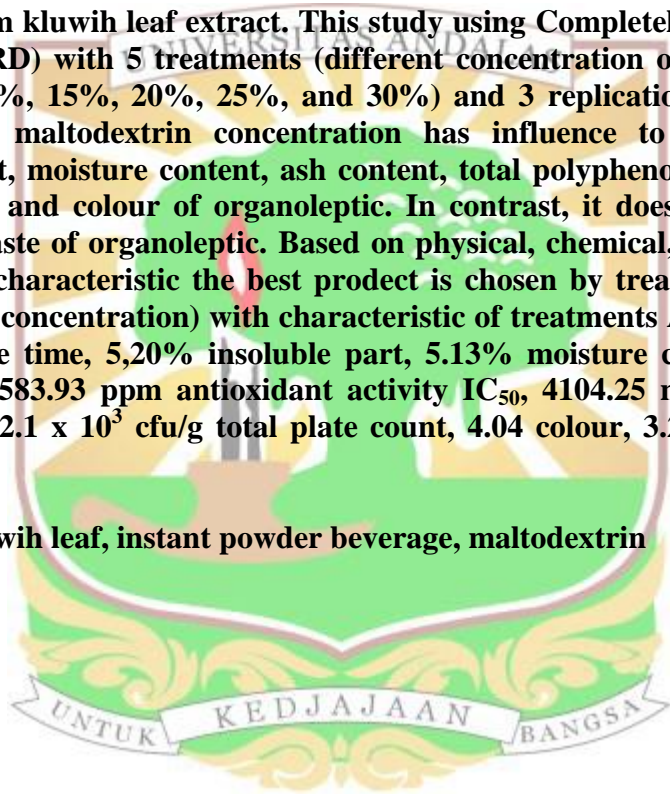 m kluwih leaf extract. This study using Completel
RD) with 5 treatments (different concentration o
%, 15%, 20%, 25%, and 30%) and 3 replication
maltodextrin concentration has influence to
t, moisture content, ash content, total polypheno
and colour of organoleptic. In contrast, it does
aste of organoleptic. Based on physical, chemical,
characteristic the best prodect is chosen by trea
concentration) with characteristic of treatments
e time, 5,20% insoluble part, 5.13% moisture c
583.93 ppm antioxidant activity IC50, 4104.25
2.1 x 10³ cfu/g total plate count, 4.04 colour, 3.
wih leaf, instant powder beverage, maltodextrin
UNIVERSITAS ANDALAS
UNTUK KEDJAJAAN BANGSA